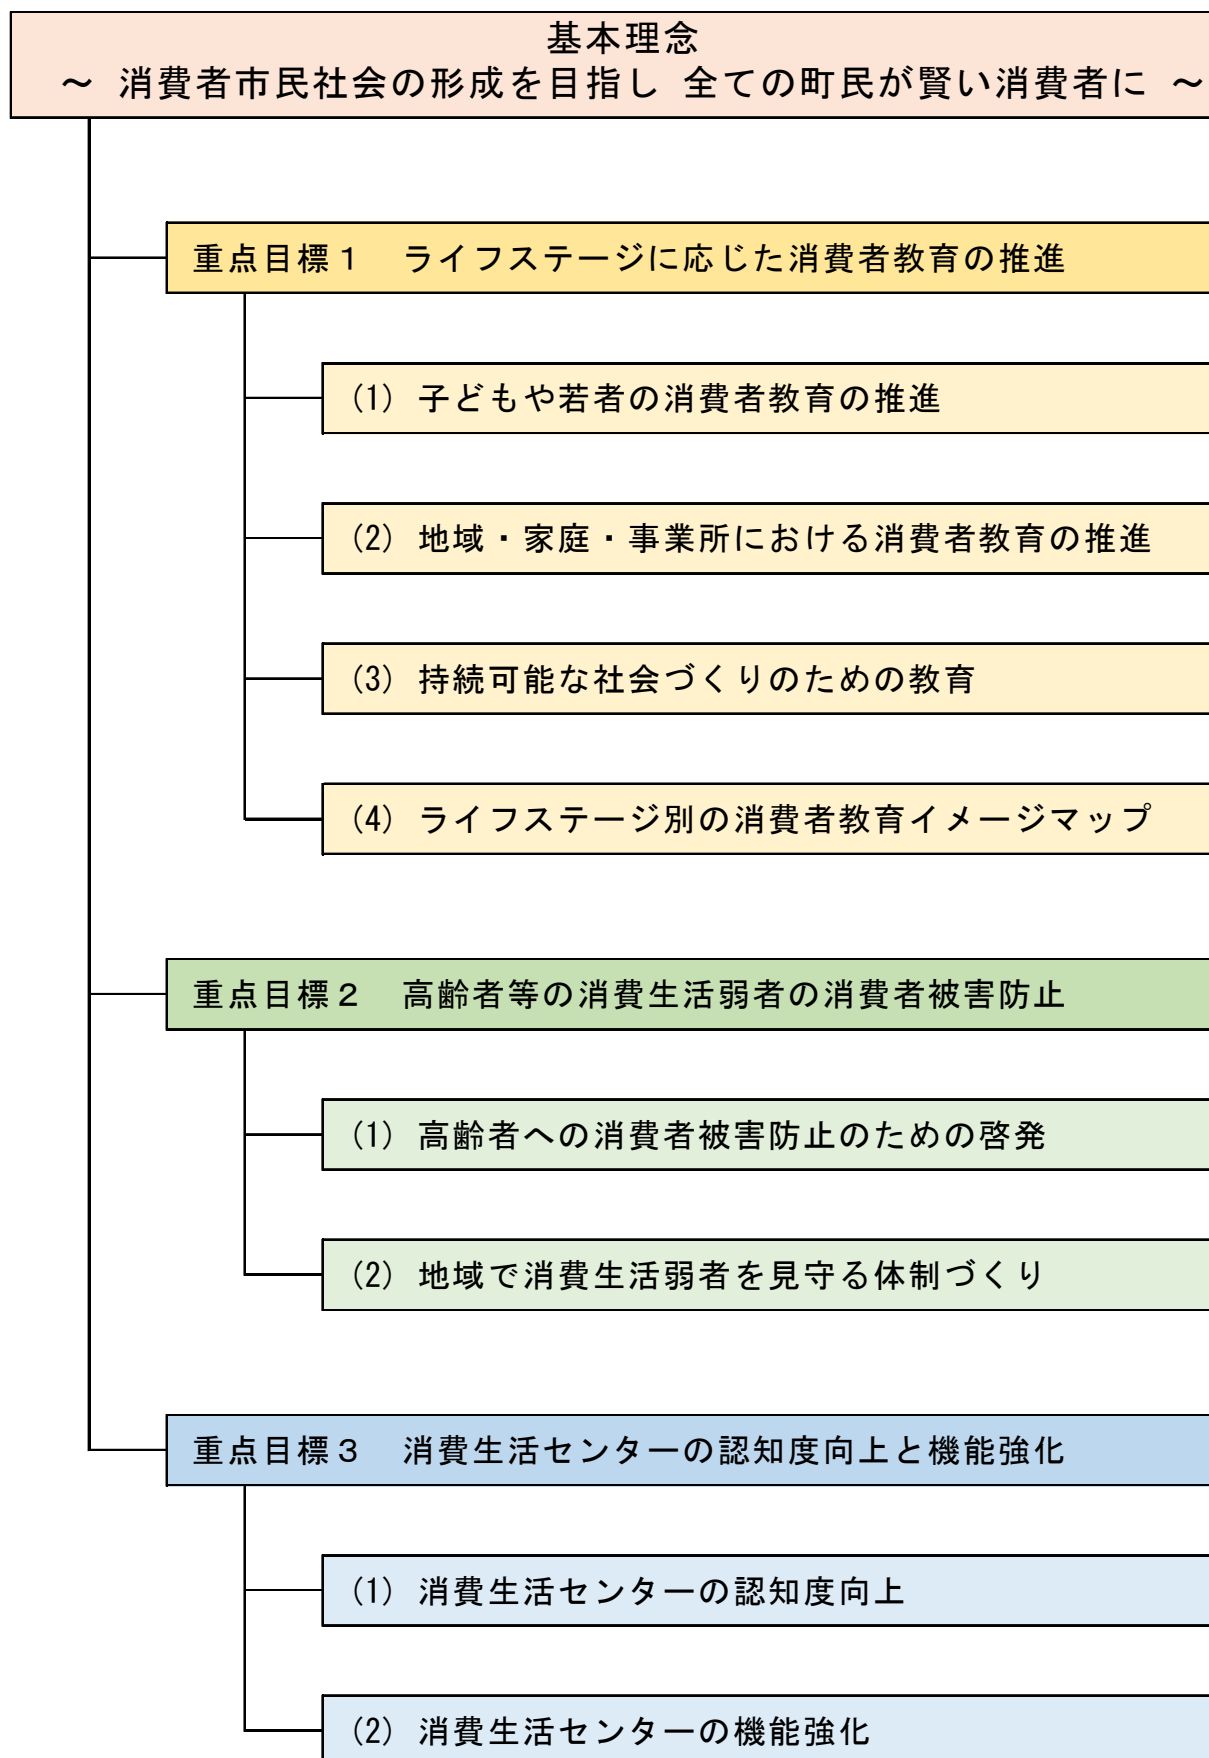 基本理念
～ 消費者市民社会の形成を目指し 全ての町民が賢い消費者に ～
重点目標１　ライフステージに応じた消費者教育の推進
(1) 子どもや若者の消費者教育の推進
(2) 地域・家庭・事業所における消費者教育の推進
(3) 持続可能な社会づくりのための教育
(4) ライフステージ別の消費者教育イメージマップ
重点目標２　高齢者等の消費生活弱者の消費者被害防止
(1) 高齢者への消費者被害防止のための啓発
(2) 地域で消費生活弱者を見守る体制づくり
重点目標３　消費生活センターの認知度向上と機能強化
(1) 消費生活センターの認知度向上
(2) 消費生活センターの機能強化